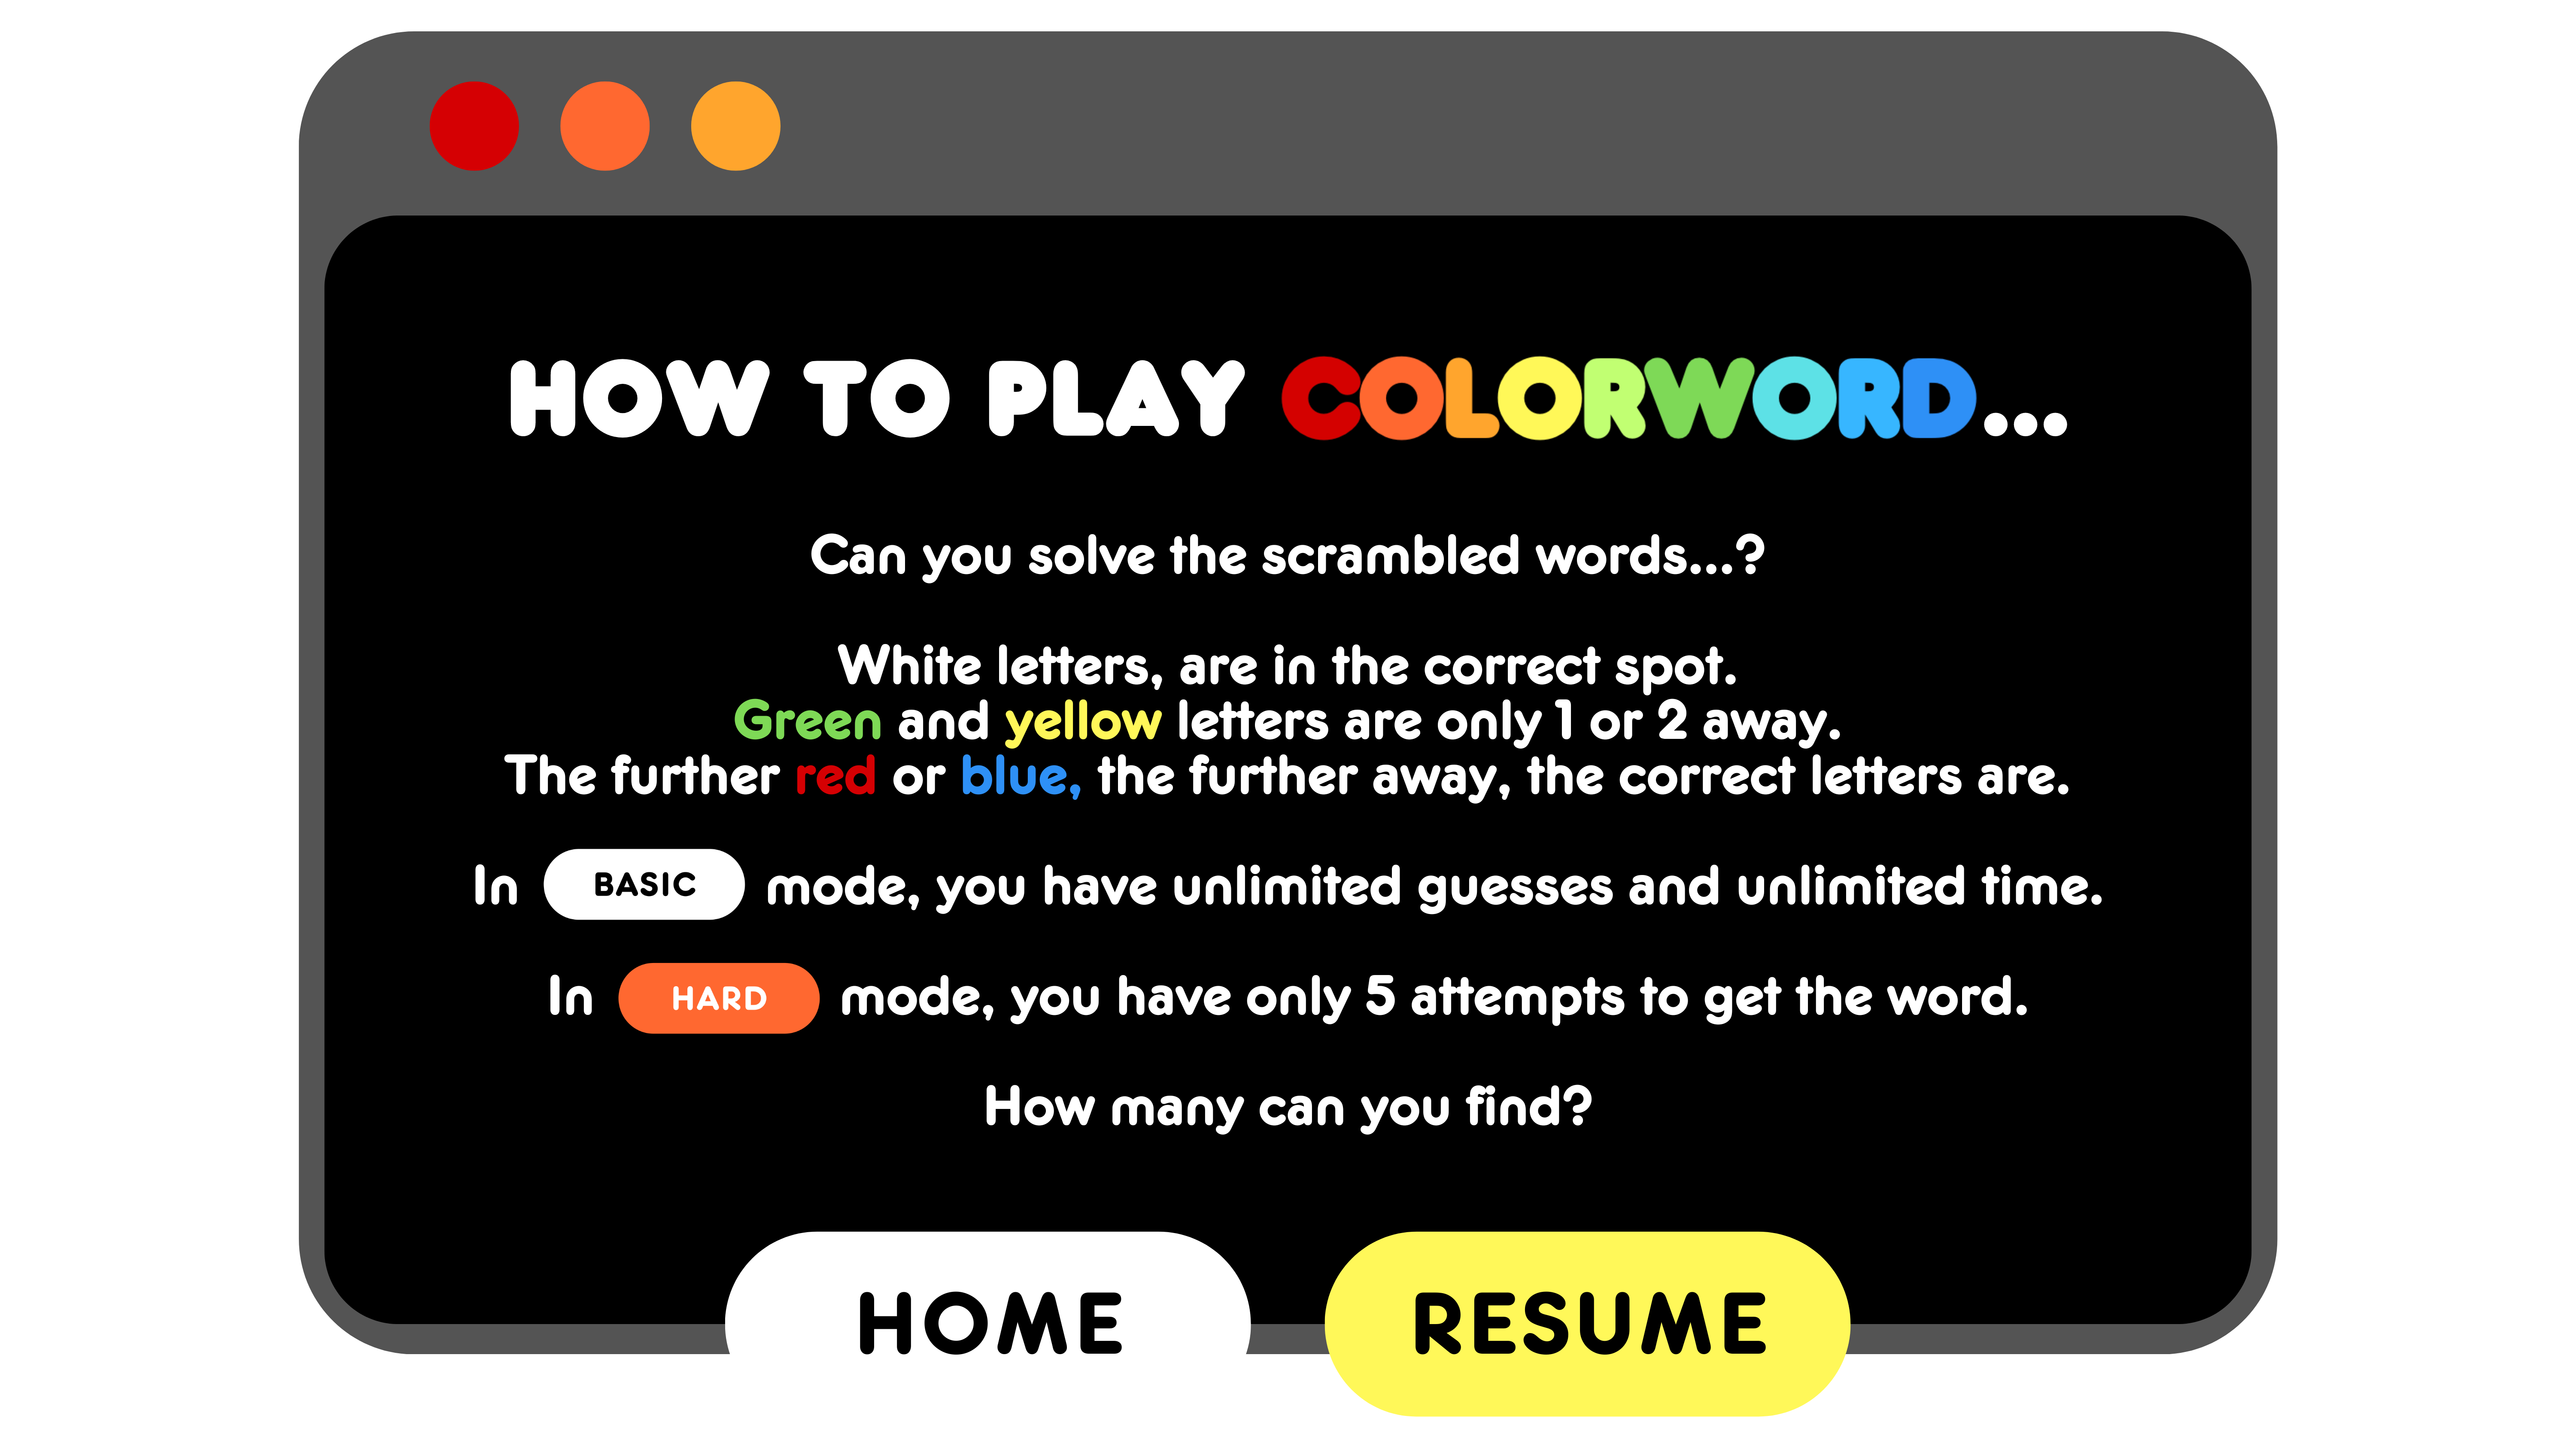 HOW TO PLAY COLORWORD...
Can you solve the scrambled words...?
White letters, are in the correct spot.
Green and yellow letters are only 1 or 2 away.
The further red or blue, the further away, the correct letters are.
In BASIC mode, you have unlimited guesses and unlimited time.
In HARD mode, you have only 5 attempts to get the word.
How many can you find?
HOME RESUME